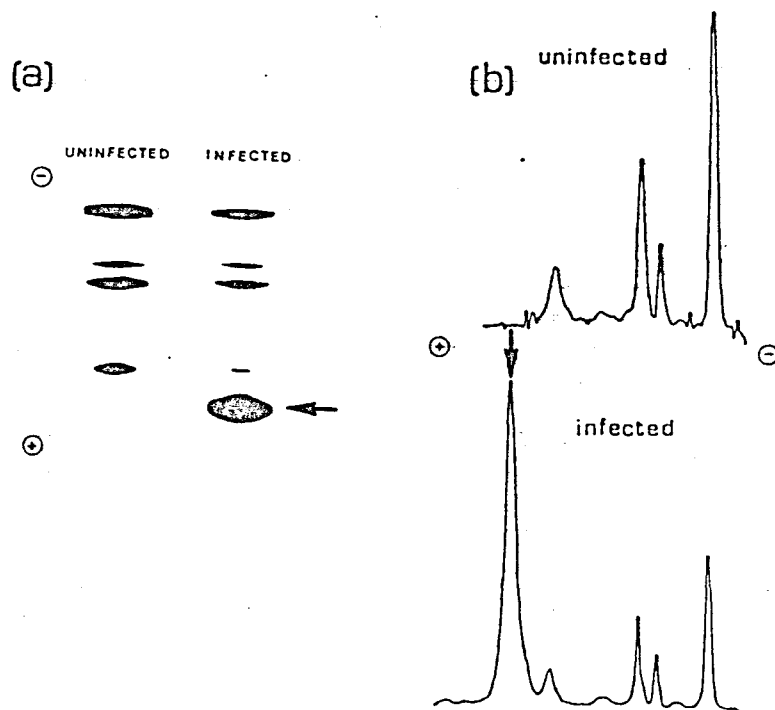 (a)
UNINFECTED INFECTED
⊖
⊕
(b)
uninfected
⊕
⊖
infected